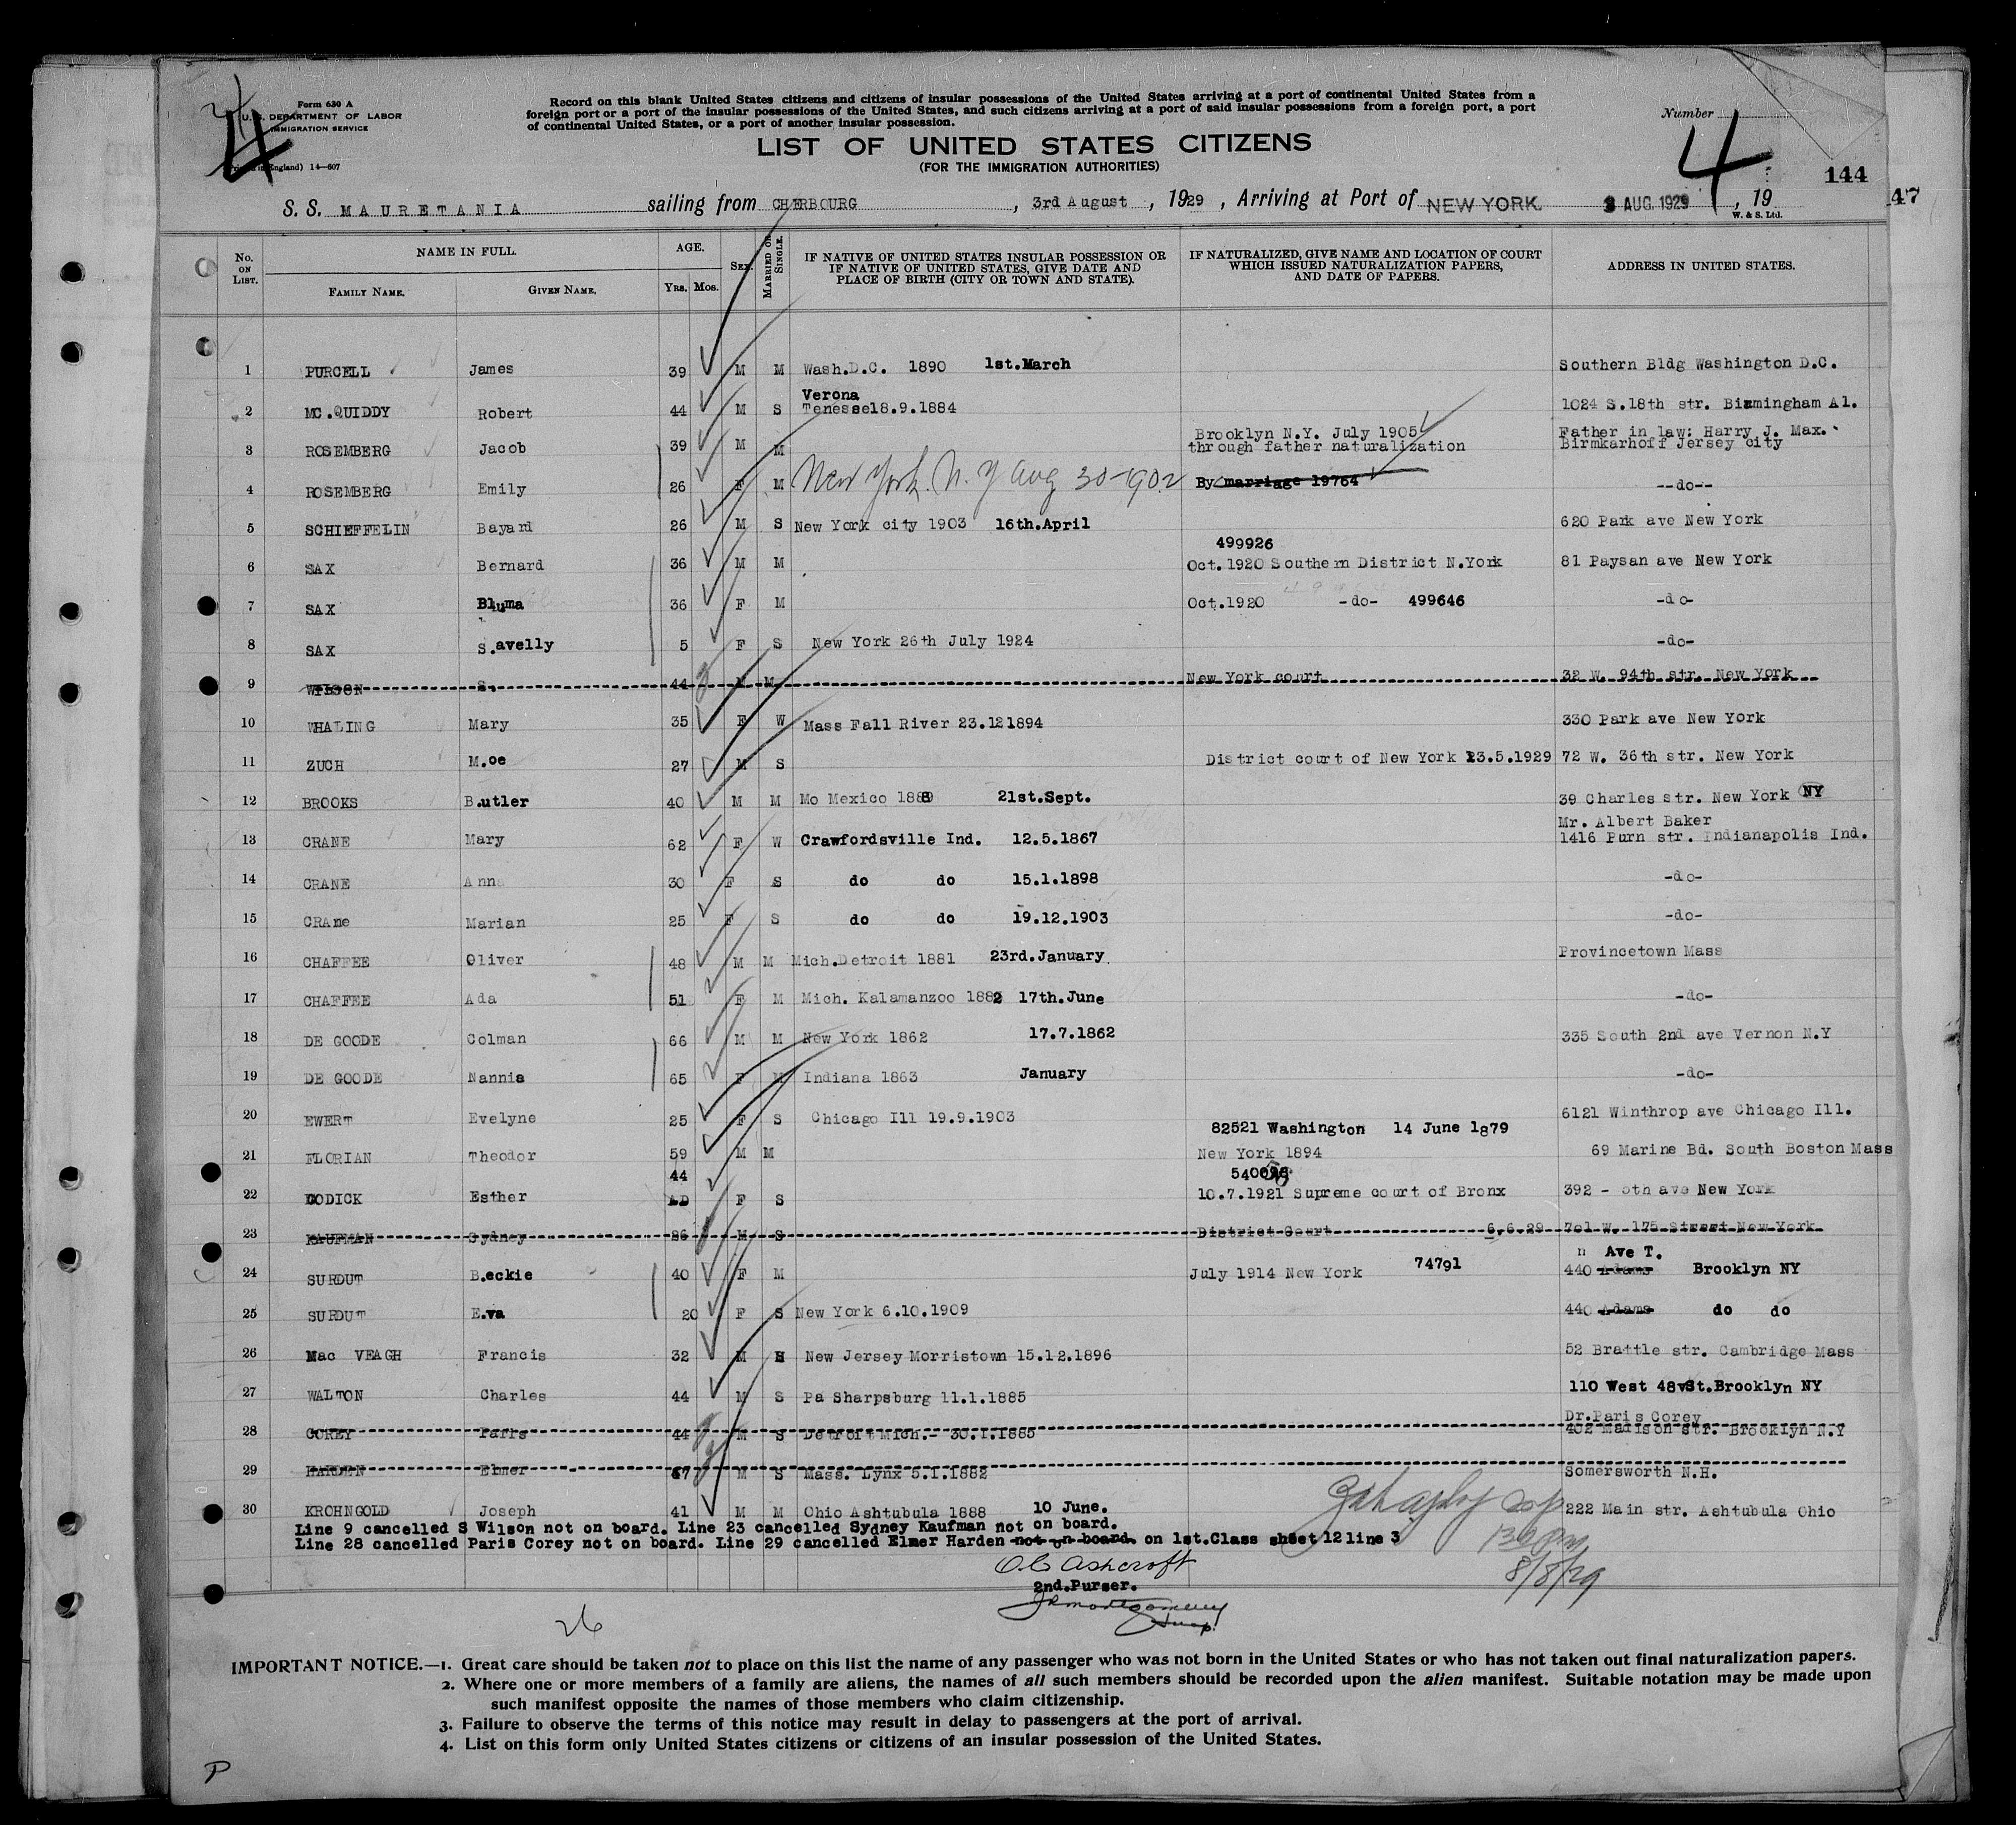 Form 630 A
U.S. DEPARTMENT OF LABOR
IMMIGRATION SERVICE
(Printed in England) 14—607
4
Record on this blank United States citizens and citizens of insular possessions of the United States arriving at a port of continental United States from a
foreign port or a port of the insular possessions of the United States, and such citizens arriving at a port of said insular possessions from a foreign port, a port
of continental United States, or a port of another insular possession.
Number
4
144
47
LIST OF UNITED STATES CITIZENS
(FOR THE IMMIGRATION AUTHORITIES)
S. S. MAURETANIA sailing from CHERBOURG, 3rd August, 1929, Arriving at Port of NEW YORK. AUG. 1929, 19
W. & S. Ltd.
No. ON LIST. NAME IN FULL. FAMILY NAME. GIVEN NAME. AGE. YRS. MOS. SEX. MARRIED OR SINGLE. IF NATIVE OF UNITED STATES INSULAR POSSESSION OR IF NATIVE OF UNITED STATES, GIVE DATE AND PLACE OF BIRTH (CITY OR TOWN AND STATE). IF NATURALIZED, GIVE NAME AND LOCATION OF COURT WHICH ISSUED NATURALIZATION PAPERS, AND DATE OF PAPERS. ADDRESS IN UNITED STATES.
1 PURCELL James 39 M M Wash.D.C. 1890 1st.March Southern Bldg Washington D.C.
Verona
2 MC.QUIDDY Robert 44 M S Tenesse18.9.1884 1024 S.18th str. Birmingham Al.
Brooklyn N.Y. July 1905 Father in law: Harry J. Max.
3 ROSEMBERG Jacob 39 M M through father naturalization Birmkarhoff Jersey city
4 ROSEMBERG Emily 26 F M New York. N.Y Aug 30-1902 By marriage 19764 --do--
5 SCHIEFFELIN Bayard 26 M S New York city 1903 16th.April 620 Park ave New York
499926
6 SAX Bernard 36 M M Oct.1920 Southern District N.York 81 Paysan ave New York
7 SAX Bluma 36 F M Oct.1920 -do- 499646 -do-
8 SAX S.avelly 5 F S New York 26th July 1924 -do-
9 WILSON S. 44 M M New York court 32 W. 94th str. New York
10 WHALING Mary 35 F W Mass Fall River 23.121894 330 Park ave New York
11 ZUCH M.oe 27 M S District court of New York 23.5.1929 72 W. 36th str. New York
12 BROOKS B.utler 40 M M Mo Mexico 1888 21st.Sept. 39 Charles str. New York NY
Mr. Albert Baker
13 CRANE Mary 62 F W Crawfordsville Ind. 12.5.1867 1416 Purn str. Indianapolis Ind.
14 CRANE Anna 30 F S do do 15.1.1898 -do-
15 CRAne Marian 25 F S do do 19.12.1903 -do-
16 CHAFFEE Oliver 48 M M Mich.Detroit 1881 23rd.January Provincetown Mass
17 CHAFFEE Ada 51 F M Mich. Kalamanzoo 1882 17th.June -do-
18 DE GOODE Colman 66 M M New York 1862 17.7.1862 335 South 2nd ave Vernon N.Y
19 DE GOODE Nannie 65 F M Indiana 1863 January -do-
20 EWERT Evelyne 25 F S Chicago Ill 19.9.1903 6121 Winthrop ave Chicago Ill.
82521 Washington 14 June 1879
21 FLORIAN Theodor 59 M M New York 1894 69 Marine Bd. South Boston Mass
44
22 GODICK Esther F S 10.7.1921 Supreme court of Bronx 392 - 5th ave New York
23 KAUFMAN Sydney 26 M S District Court 6.6.29 701 W. 175 Street New York
Ave T.
24 SURDUT B.eckie 40 F M July 1914 New York 74791 440 Adams Brooklyn NY
25 SURDUT E.va 20 F S New York 6.10.1909 440 Adams do do
26 Mac VEAGH Francis 32 M New Jersey Morristown 15.12.1896 52 Brattle str. Cambridge Mass
27 WALTON Charles 44 M S Pa Sharpsburg 11.1.1885 110 West 48 St.Brooklyn NY
Dr.Paris Corey
28 COREY Paris 44 M S Detroit Mich.- 30.1.1885 402 Madison str. Brooklyn N.Y
29 HARDEN Elmer 47 M S Mass. Lynx 5.1.1882 Somersworth N.H.
30 KROHNGOLD Joseph 41 M M Ohio Ashtubula 1888 10 June. 222 Main str. Ashtubula Ohio
Line 9 cancelled S Wilson not on board. Line 23 cancelled Sydney Kaufman not on board.
Line 28 cancelled Paris Corey not on board. Line 29 cancelled Elmer Harden not on board. on 1st.Class sheet 12 line 3
O.C. Ashcroft
2nd.Purser.
8/8/29
26
IMPORTANT NOTICE.—1. Great care should be taken not to place on this list the name of any passenger who was not born in the United States or who has not taken out final naturalization papers.
2. Where one or more members of a family are aliens, the names of all such members should be recorded upon the alien manifest. Suitable notation may be made upon
such manifest opposite the names of those members who claim citizenship.
3. Failure to observe the terms of this notice may result in delay to passengers at the port of arrival.
4. List on this form only United States citizens or citizens of an insular possession of the United States.
P